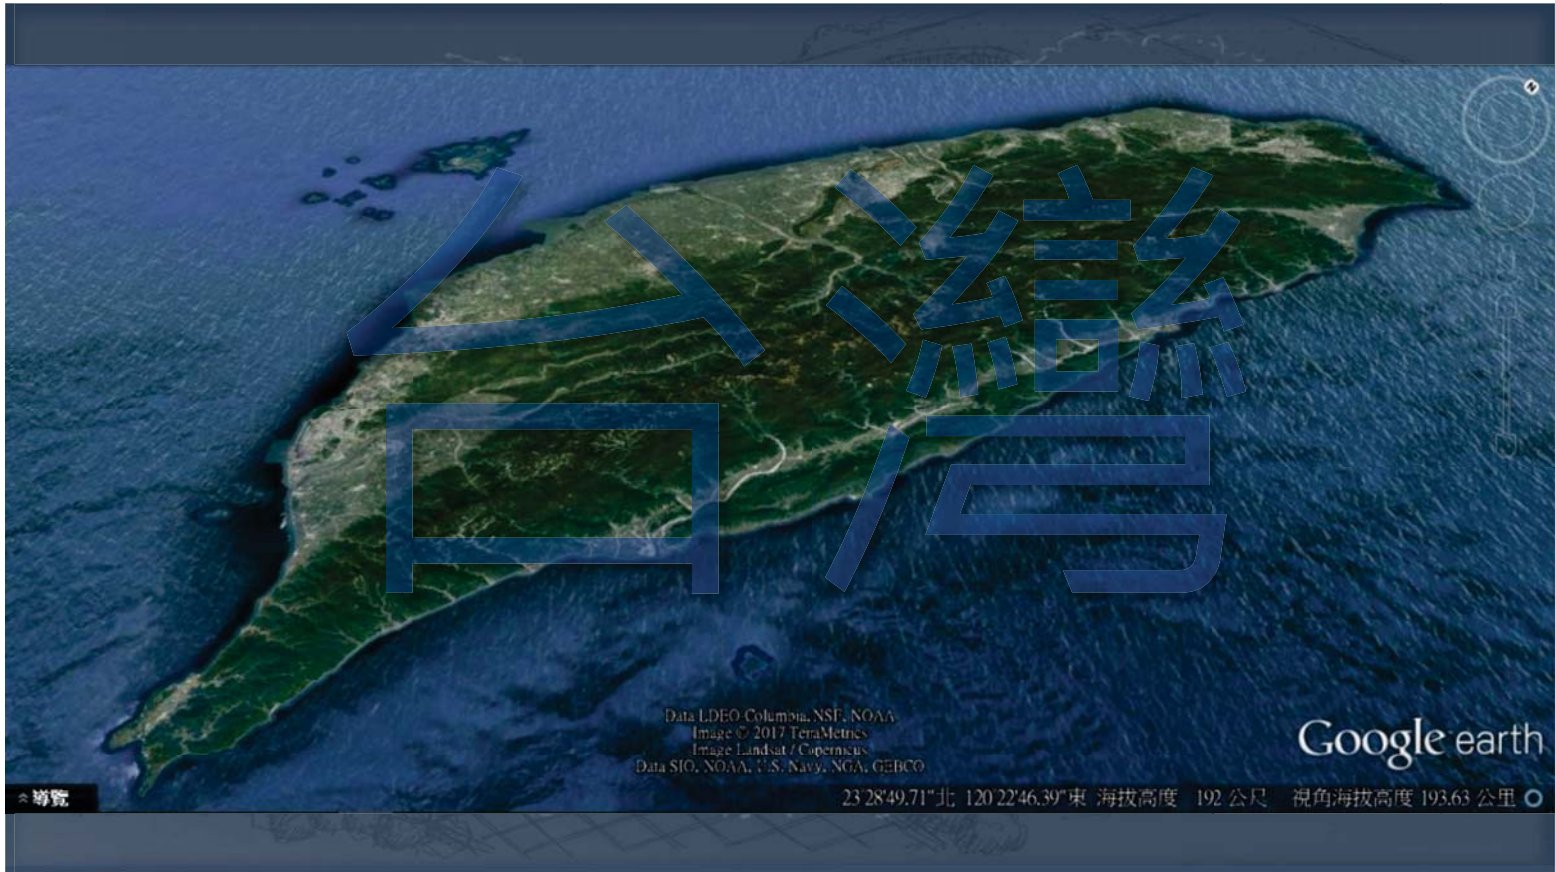 N
台灣
Data LDEO Columbia, NSF, NOAA
Image © 2017 TerraMetrics
Image Landsat / Copernicus
Data SIO, NOAA, U.S. Navy, NGA, GEBCO
Google earth
導覽
23°28'49.71"北 120°22'46.39"東 海拔高度 192 公尺 視角海拔高度 193.63 公里